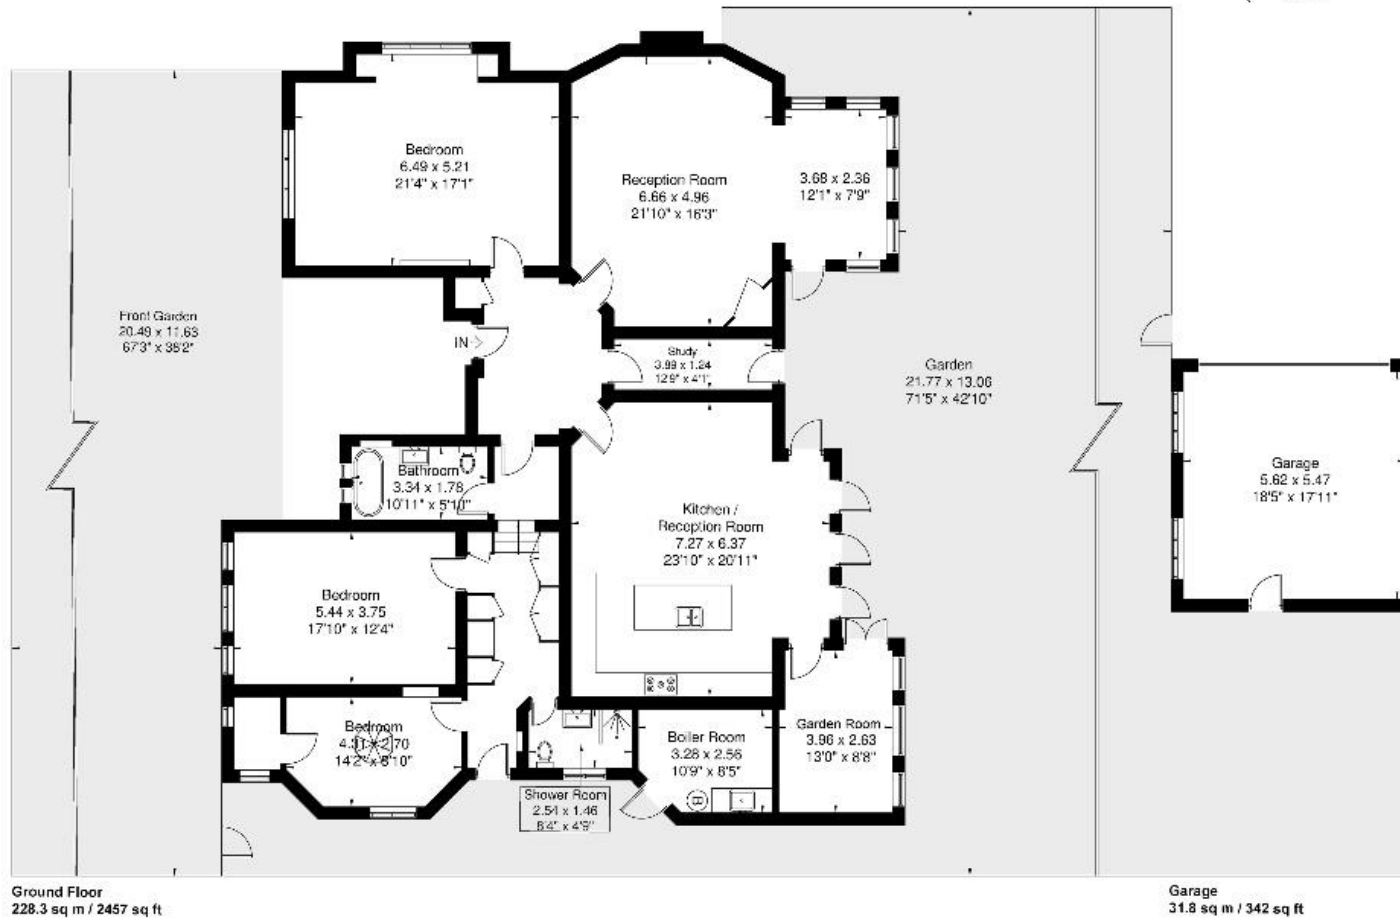 Bedroom
6.49 x 5.21
21'4" x 17'1"
Reception Room
6.66 x 4.96
21'10" x 16'3"
3.68 x 2.36
12'1" x 7'9"
Front Garden
20.49 x 11.63
67'3" x 38'2"
IN
Study
3.89 x 1.24
12'9" x 4'1"
Garden
21.77 x 13.06
71'5" x 42'10"
Bathroom
3.34 x 1.78
10'11" x 5'10"
Kitchen /
Reception Room
7.27 x 6.37
23'10" x 20'11"
Garage
5.62 x 5.47
18'5" x 17'11"
Bedroom
5.44 x 3.75
17'10" x 12'4"
Bedroom
x 2.70
14'2" x 8'10"
Boiler Room
3.28 x 2.56
10'9" x 8'5"
Garden Room
3.96 x 2.63
13'0" x 8'8"
Shower Room
2.54 x 1.46
8'4" x 4'9"
B
Ground Floor
228.3 sq m / 2457 sq ft
Garage
31.8 sq m / 342 sq ft